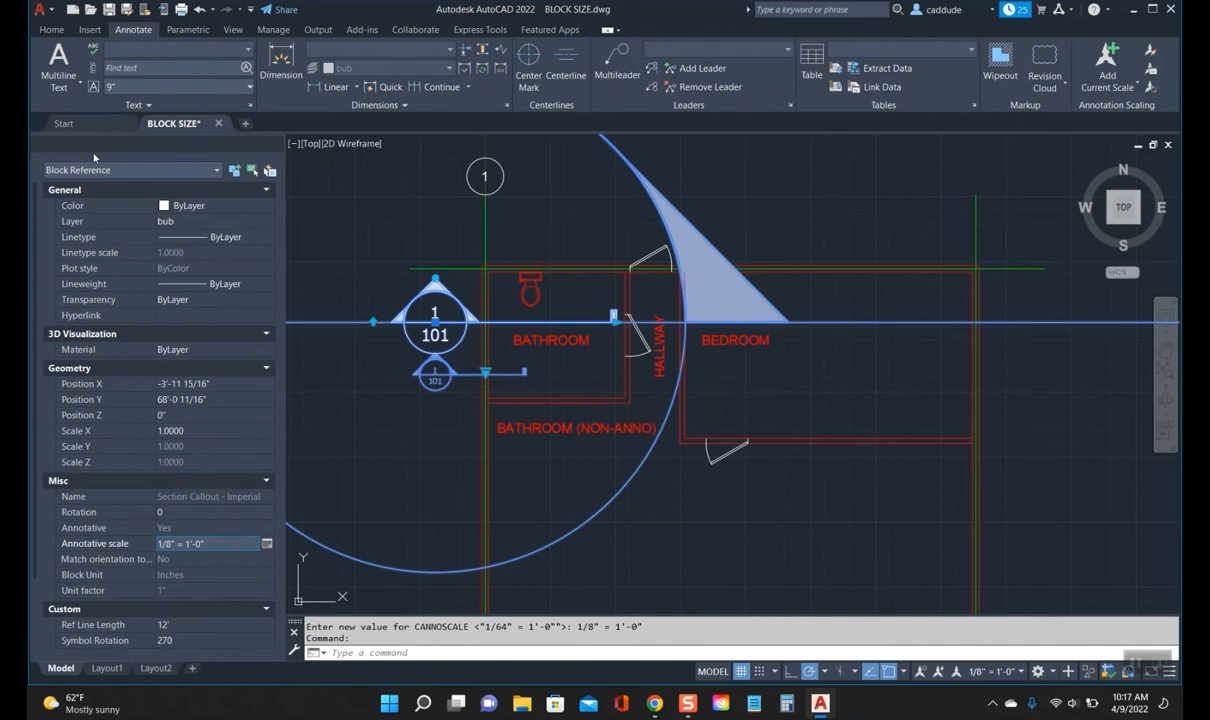 Share
Autodesk AutoCAD 2022 BLOCK SIZE.dwg
Type a keyword or phrase
caddude
25
Home Insert Annotate Parametric View Manage Output Add-ins Collaborate Express Tools Featured Apps
Multiline
Text
ABC
Find text
9"
Text
Dimension
bub
Linear
Quick
Continue
Dimensions
Center
Mark
Centerline
Centerlines
Multileader
Add Leader
Remove Leader
Leaders
Table
Extract Data
Link Data
Tables
Wipeout
Revision
Cloud
Markup
Add
Current Scale
Annotation Scaling
Start
BLOCK SIZE*
[−][Top][2D Wireframe]
Block Reference
General
Color ByLayer
Layer bub
Linetype ByLayer
Linetype scale 1.0000
Plot style ByColor
Lineweight ByLayer
Transparency ByLayer
Hyperlink
3D Visualization
Material ByLayer
Geometry
Position X -3'-11 15/16"
Position Y 68'-0 11/16"
Position Z 0"
Scale X 1.0000
Scale Y 1.0000
Scale Z 1.0000
Misc
Name Section Callout - Imperial
Rotation 0
Annotative Yes
Annotative scale 1/8" = 1'-0"
Match orientation to... No
Block Unit Inches
Unit factor 1"
Custom
Ref Line Length 12'
Symbol Rotation 270
1
1
101
1
101
BATHROOM
HALLWAY
BEDROOM
BATHROOM (NON-ANNO)
N
W TOP E
S
WCS
Y
X
Enter new value for CANNOSCALE <"1/64" = 1'-0"">: 1/8" = 1'-0"
Command:
Type a command
Model Layout1 Layout2
MODEL
1/8" = 1'-0"
62°F
Mostly sunny
10:17 AM
4/9/2022